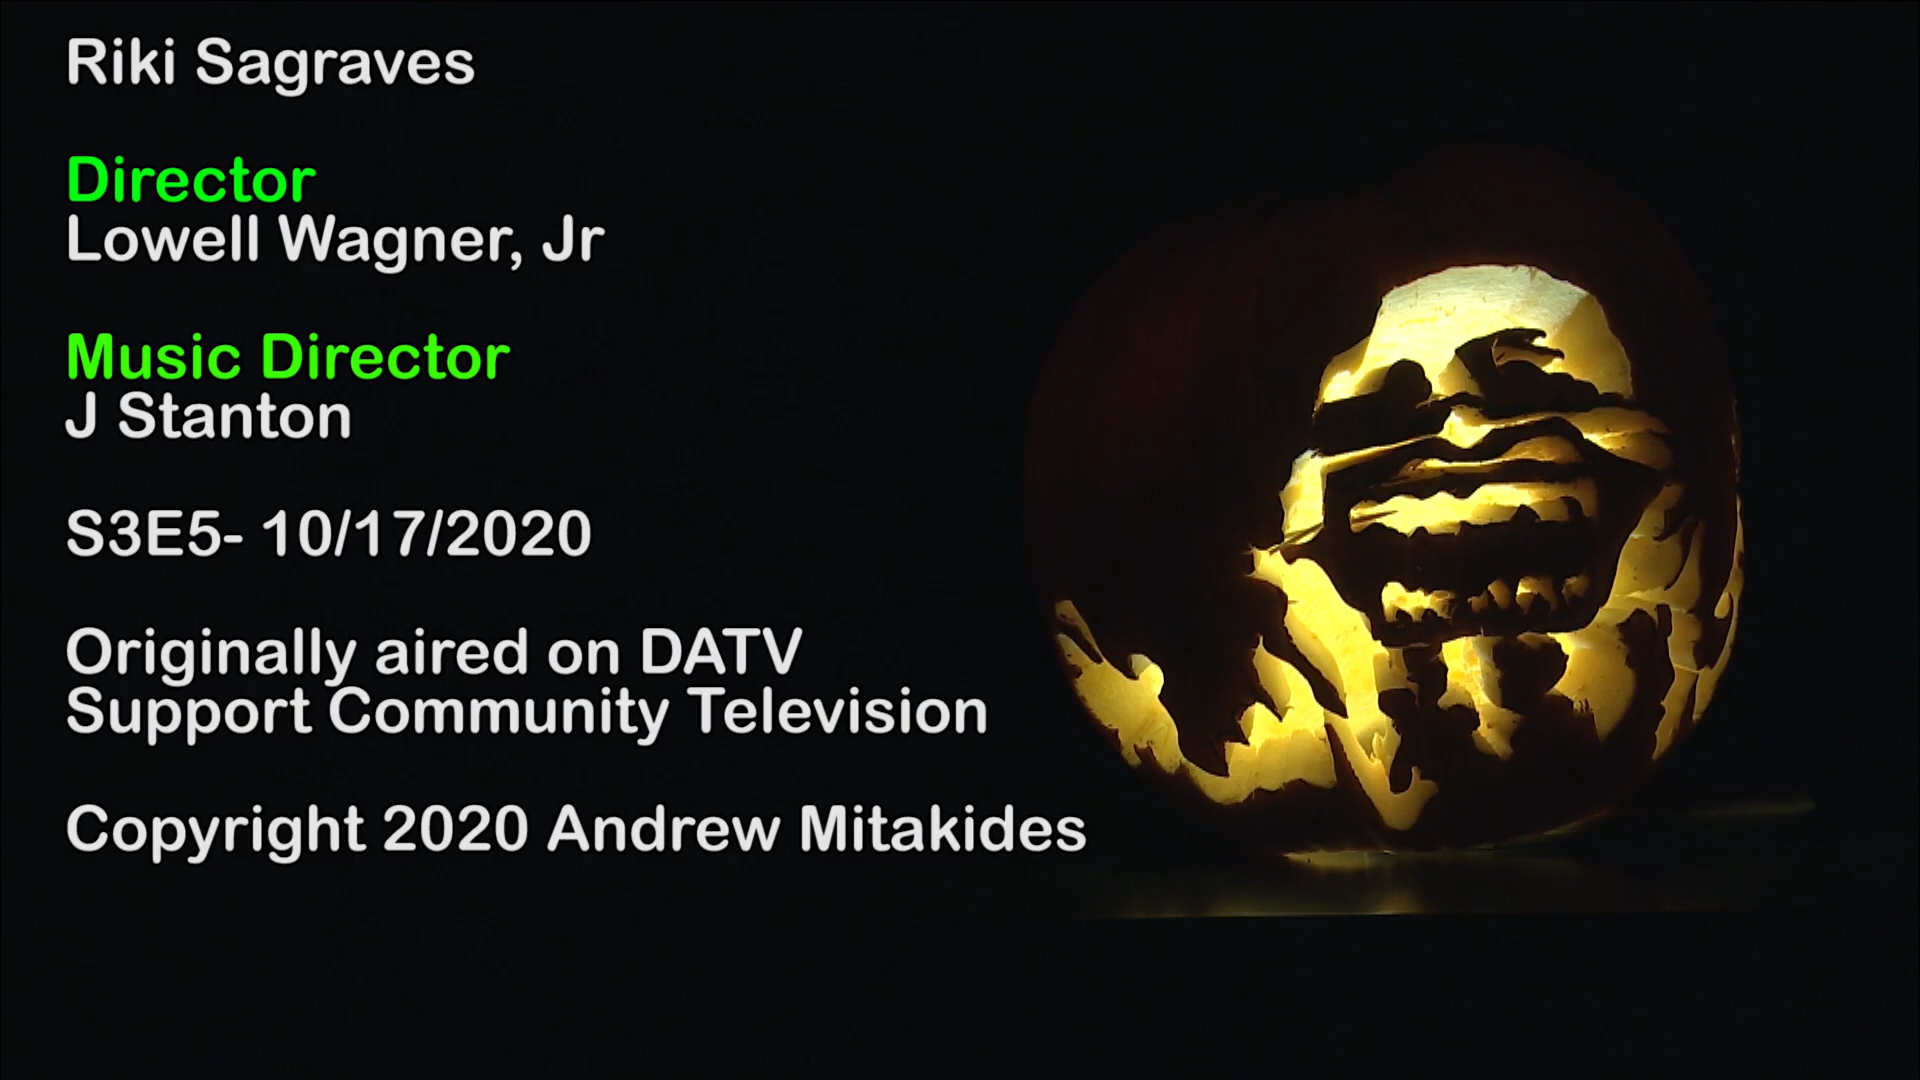 Riki Sagraves
Director
Lowell Wagner, Jr
Music Director
J Stanton
S3E5- 10/17/2020
Originally aired on DATV
Support Community Television
Copyright 2020 Andrew Mitakides